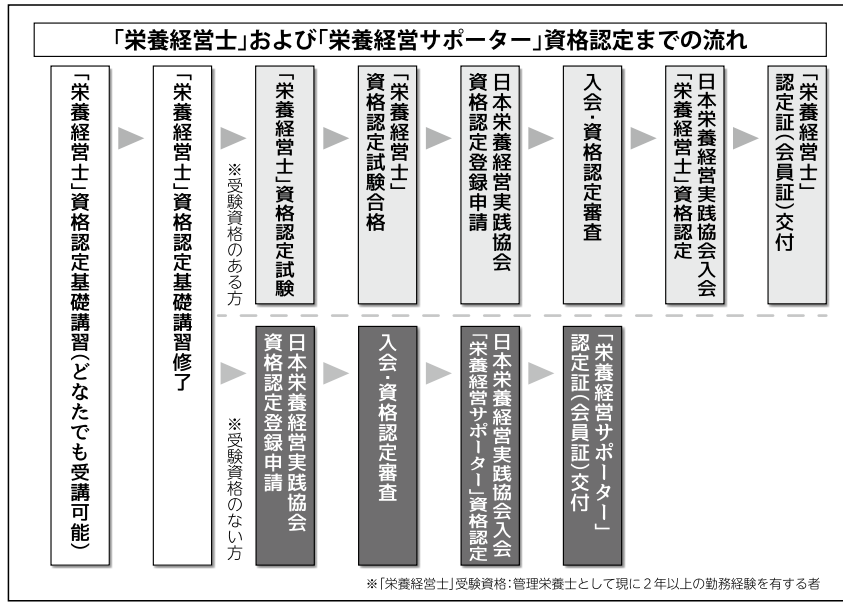 「栄養経営士」および「栄養経営サポーター」資格認定までの流れ
「栄養経営士」資格認定基礎講習(どなたでも受講可能)
「栄養経営士」資格認定基礎講習修了
※受験資格のある方
「栄養経営士」資格認定試験
「栄養経営士」
資格認定試験合格
日本栄養経営実践協会
資格認定登録申請
入会・資格認定審査
日本栄養経営実践協会入会
「栄養経営士」資格認定
「栄養経営士」
認定証(会員証)交付
※受験資格のない方
日本栄養経営実践協会
資格認定登録申請
入会・資格認定審査
日本栄養経営実践協会入会
「栄養経営サポーター」資格認定
「栄養経営サポーター」
認定証(会員証)交付
※「栄養経営士」受験資格:管理栄養士として現に2年以上の勤務経験を有する者